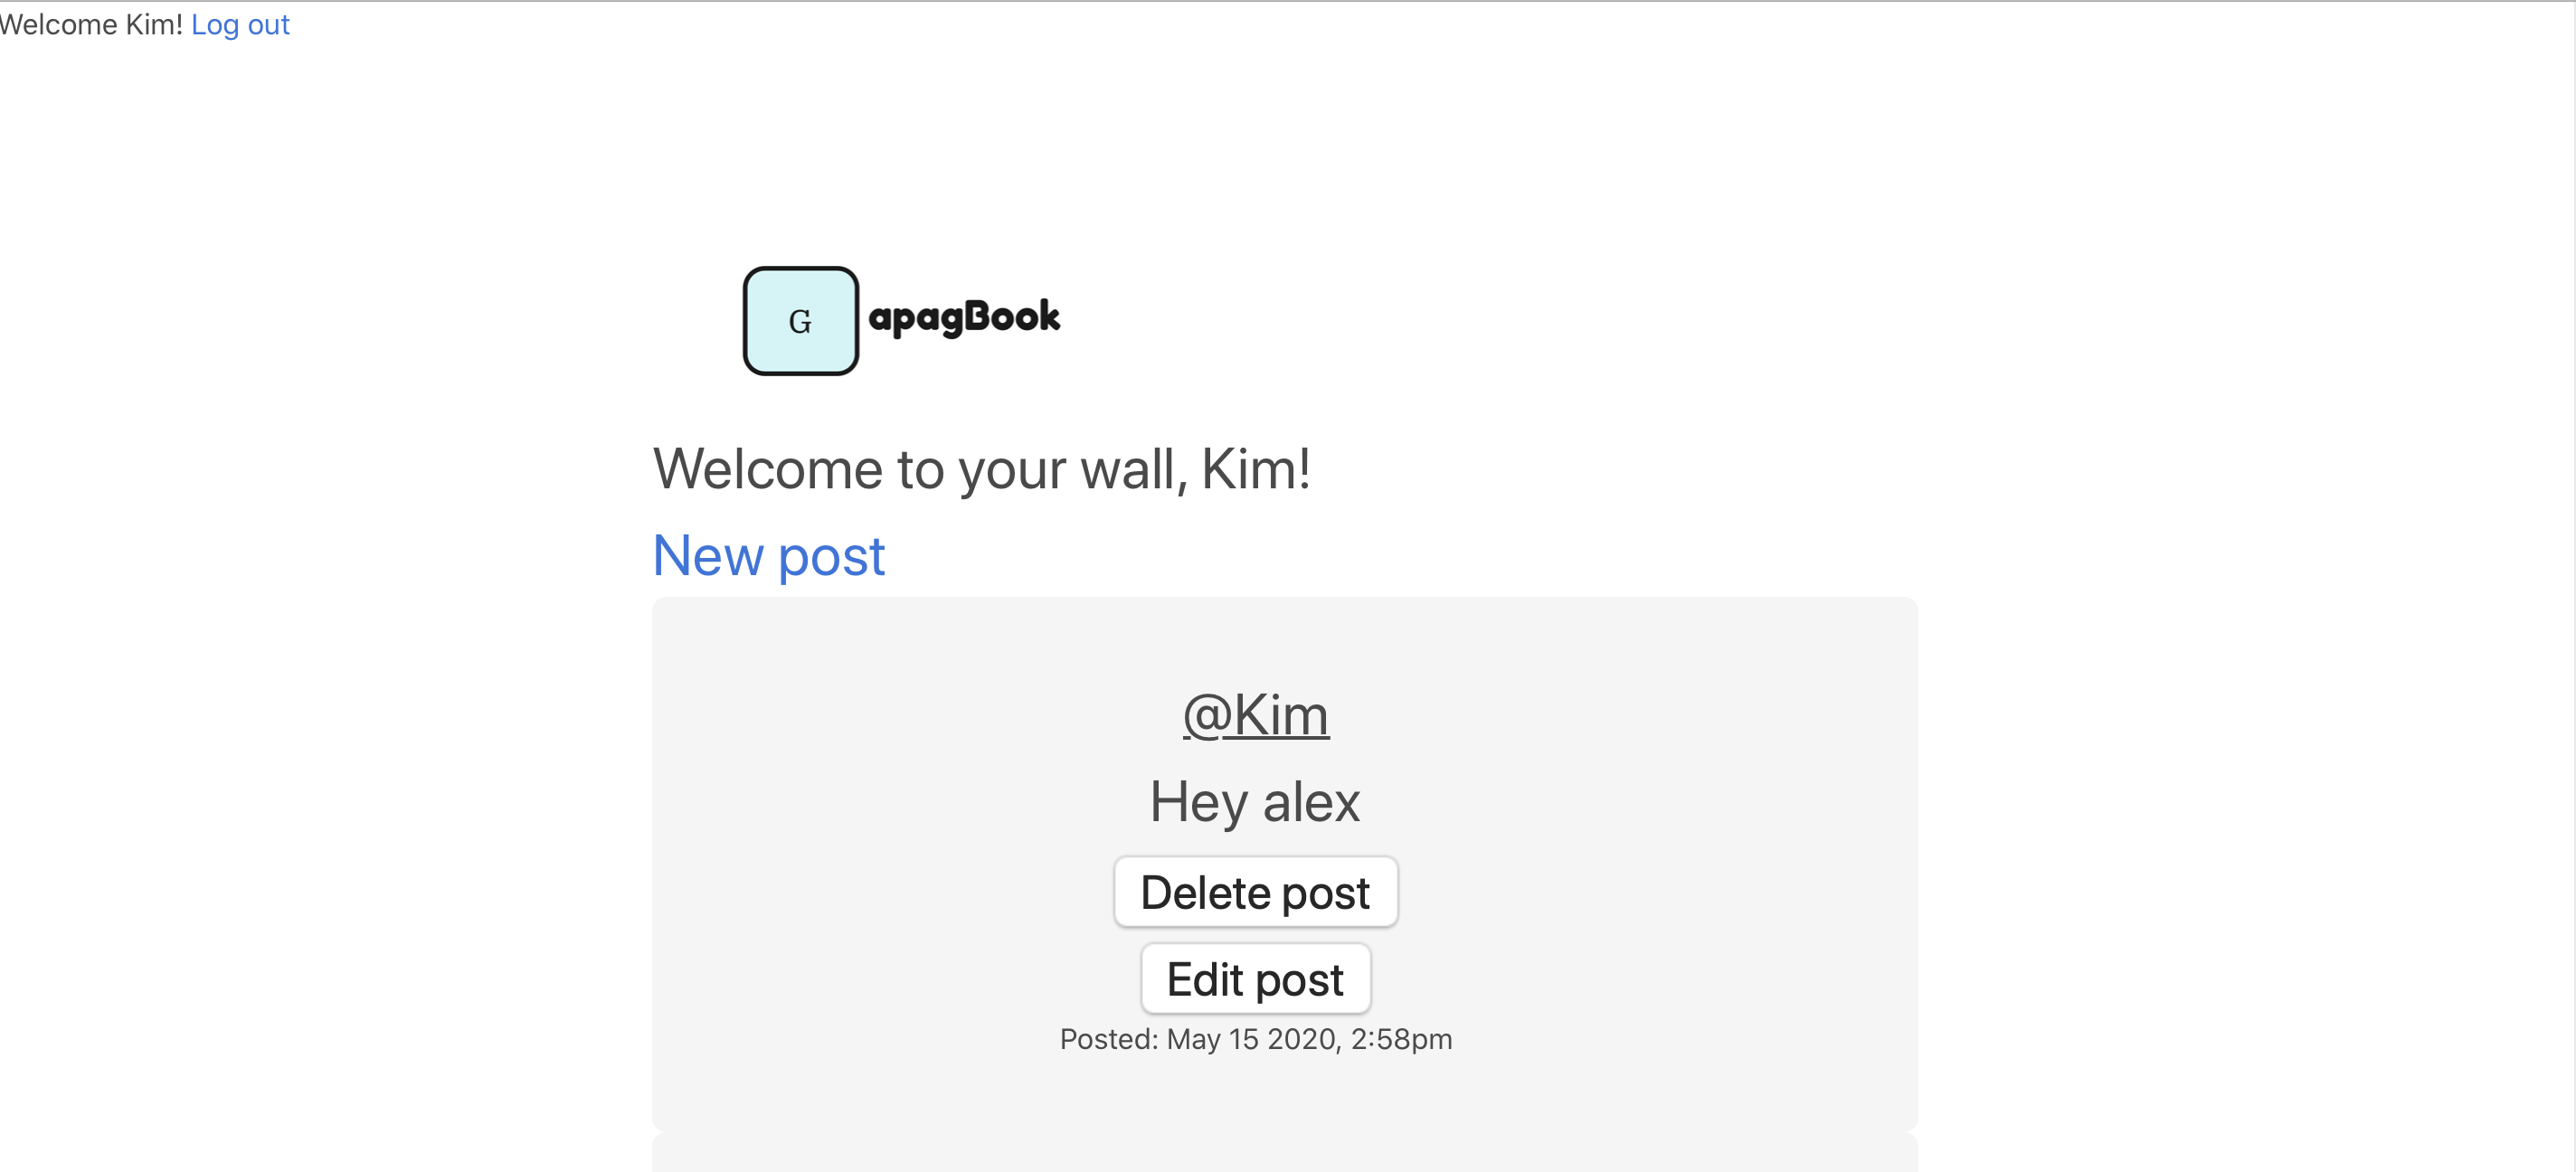 Welcome Kim! Log out
G apagBook
Welcome to your wall, Kim!
New post
@Kim
Hey alex
Delete post
Edit post
Posted: May 15 2020, 2:58pm